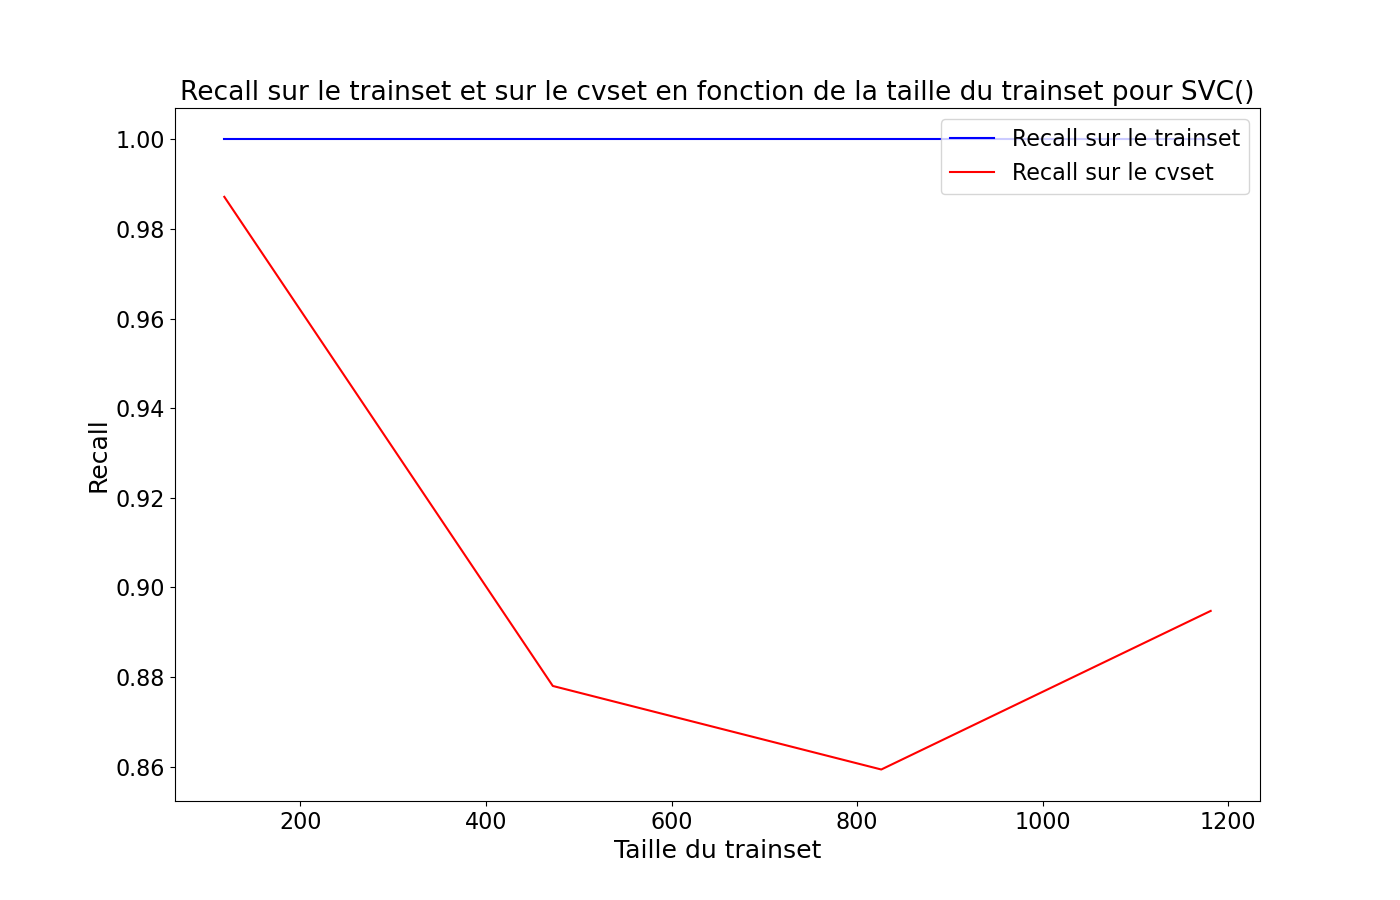 Recall sur le trainset et sur le cvset en fonction de la taille du trainset pour SVC()
Recall sur le trainset
Recall sur le cvset
1.00
0.98
0.96
0.94
0.92
0.90
0.88
0.86
Recall
200 400 600 800 1000 1200
Taille du trainset